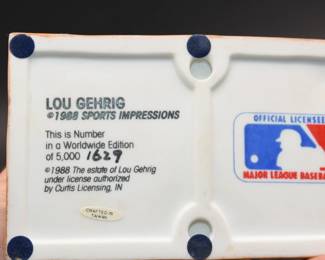 LOU GEHRIG
©1988 SPORTS IMPRESSIONS
This is Number
in a Worldwide Edition
of 5,000 1629
©1988 The estate of Lou Gehrig
under license authorized
by Curtis Licensing, IN
CRAFTED IN
TAIWAN
OFFICIAL LICENSEE
MAJOR LEAGUE BASEBA